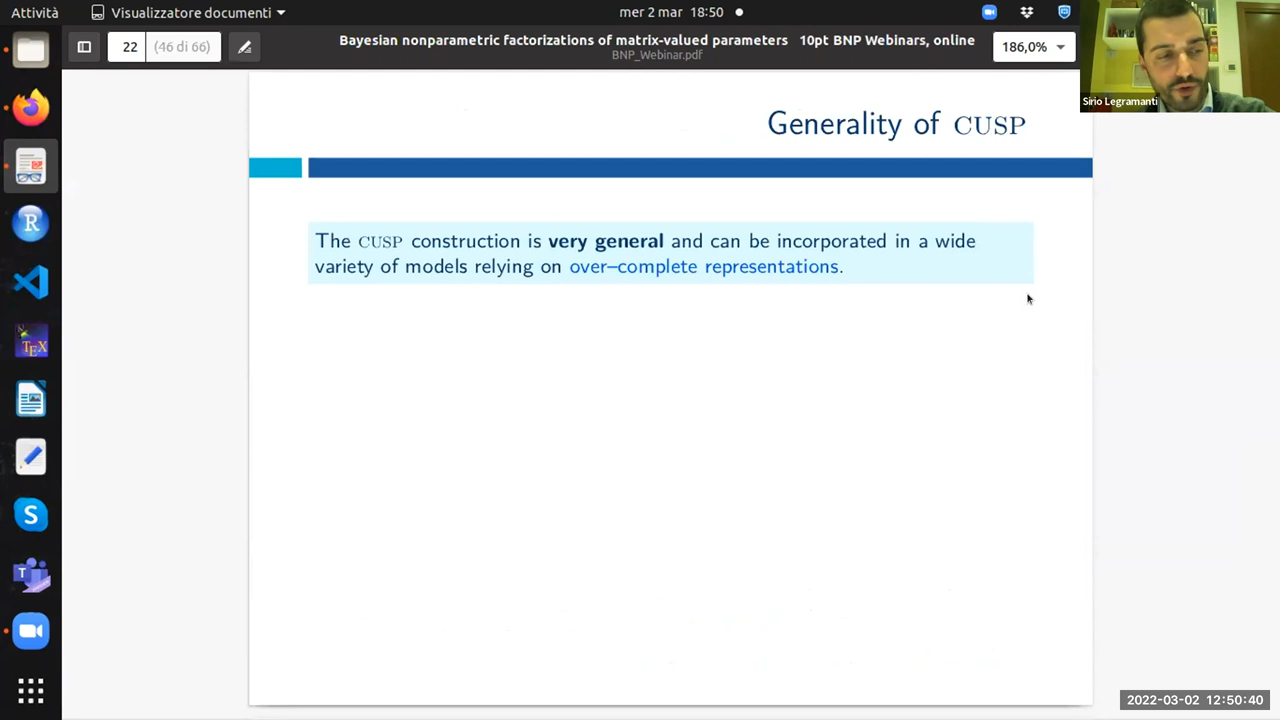 Attività
Visualizzatore documenti
mer 2 mar 18:50
22
(46 di 66)
Bayesian nonparametric factorizations of matrix-valued parameters 10pt BNP Webinars, online
BNP_Webinar.pdf
186,0%
Sirio Legramanti
Generality of CUSP
The CUSP construction is very general and can be incorporated in a wide
variety of models relying on over–complete representations.
R
TEX
S
T
2022-03-02 12:50:40